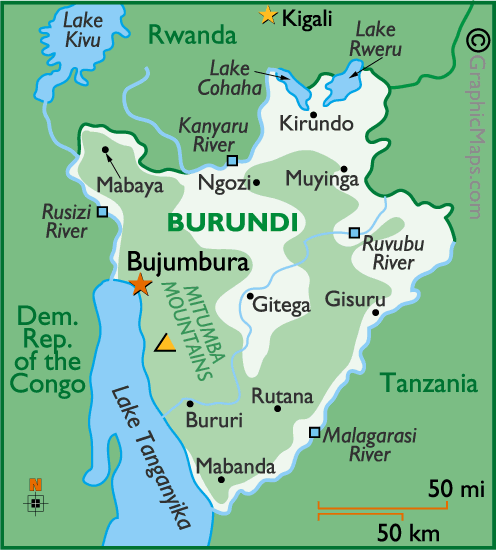 Lake
Kivu
Rwanda
Kigali
Lake
Rweru
©GraphicMaps.com
Lake
Cohaha
Kirundo
Kanyaru
River
Mabaya
Ngozi
Muyinga
Rusizi
River
BURUNDI
Ruvubu
River
Bujumbura
MITUMBA
MOUNTAINS
Gitega
Gisuru
Dem.
Rep.
of the
Congo
Tanzania
Lake Tanganyika
Rutana
Bururi
Malagarasi
River
Mabanda
N
50 mi
50 km